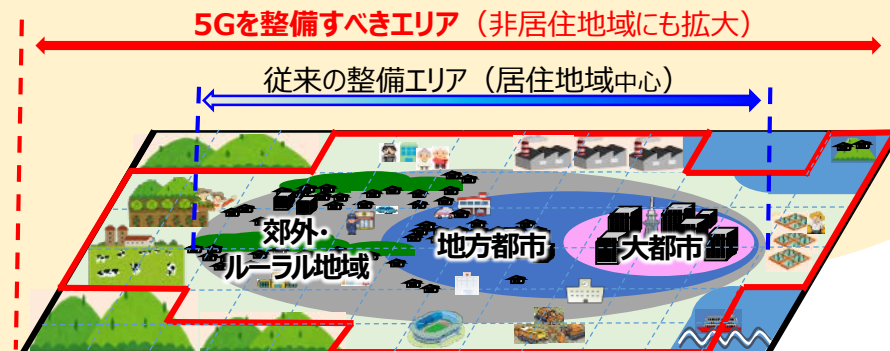 5Gを整備すべきエリア（非居住地域にも拡大）
従来の整備エリア（居住地域中心）
郊外・
ルーラル地域
地方都市
大都市